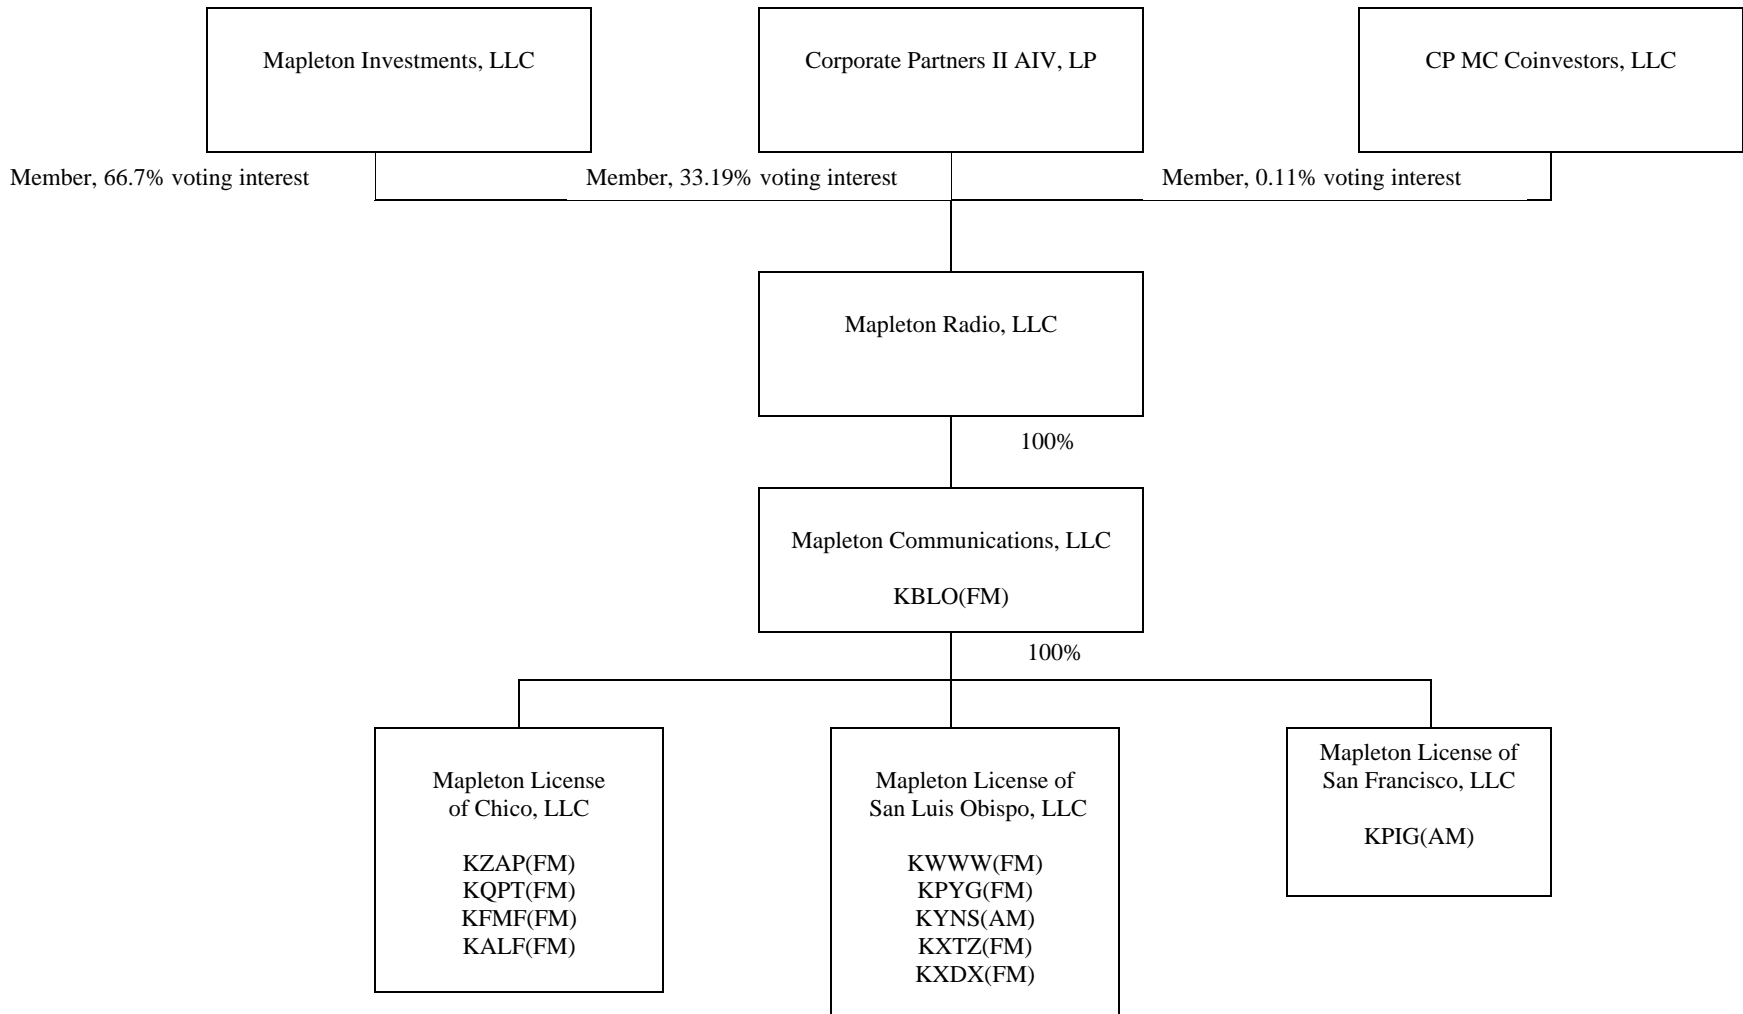 Mapleton Investments, LLC
Corporate Partners II AIV, LP
CP MC Coinvestors, LLC
Member, 66.7% voting interest
Member, 33.19% voting interest
Member, 0.11% voting interest
Mapleton Radio, LLC
100%
Mapleton Communications, LLC
KBLO(FM)
100%
Mapleton License
of Chico, LLC
KZAP(FM)
KQPT(FM)
KFMF(FM)
KALF(FM)
Mapleton License of
San Luis Obispo, LLC
KWWW(FM)
KPYG(FM)
KYNS(AM)
KXTZ(FM)
KXDX(FM)
Mapleton License of
San Francisco, LLC
KPIG(AM)